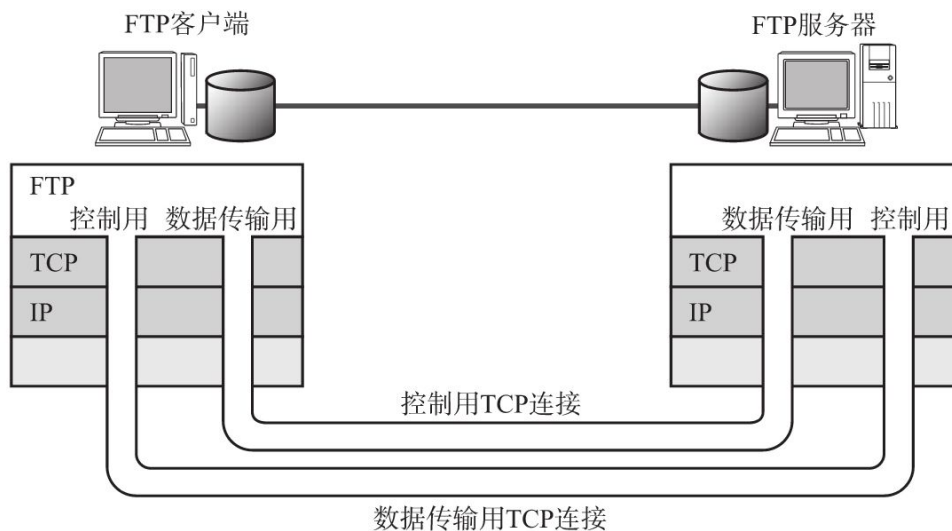 FTP客户端
FTP服务器
FTP
控制用 数据传输用
TCP
IP
数据传输用 控制用
TCP
IP
控制用TCP连接
数据传输用TCP连接